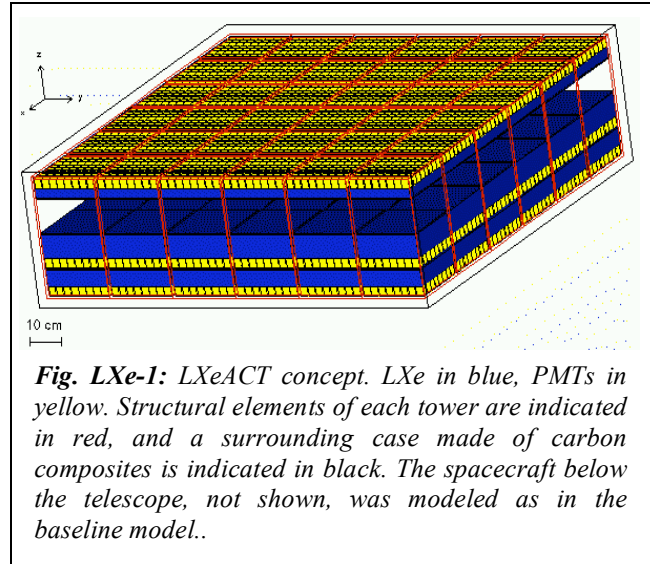 z
y
x
10 cm
Fig. LXe-1: LXeACT concept. LXe in blue, PMTs in
yellow. Structural elements of each tower are indicated
in red, and a surrounding case made of carbon
composites is indicated in black. The spacecraft below
the telescope, not shown, was modeled as in the
baseline model..